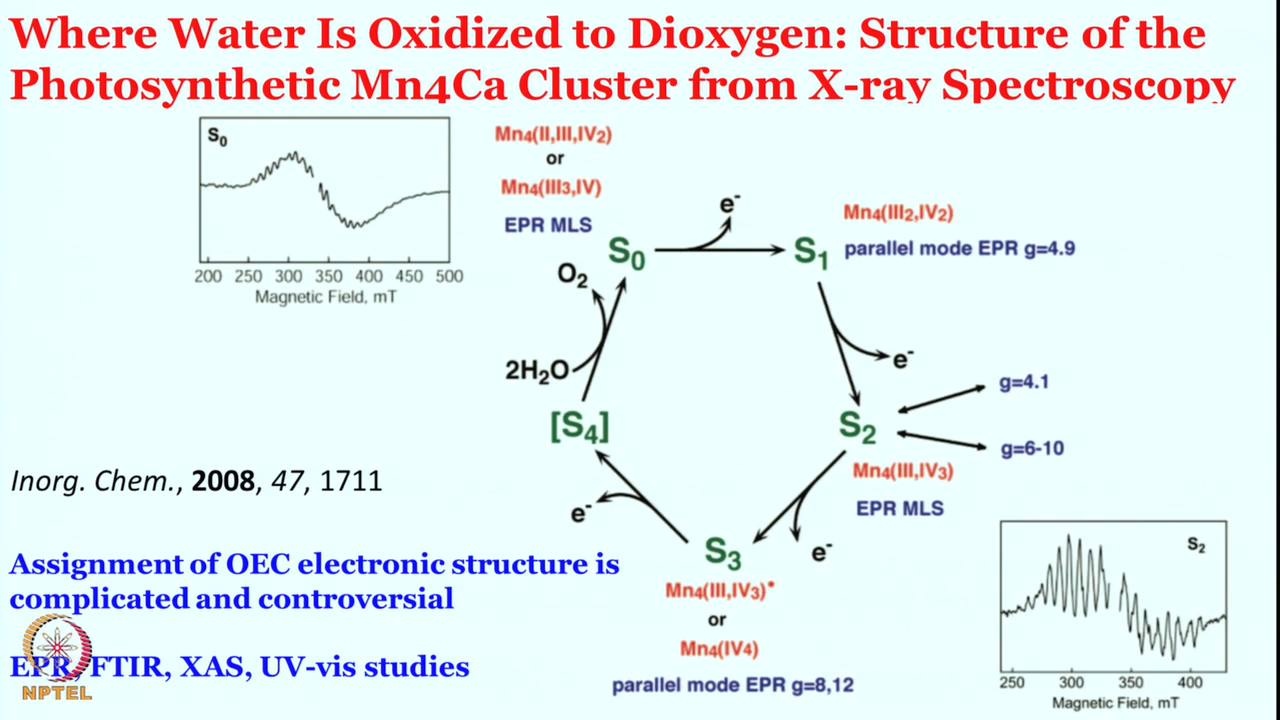 Where Water Is Oxidized to Dioxygen: Structure of the
Photosynthetic Mn4Ca Cluster from X-ray Spectroscopy
S0
200 250 300 350 400 450 500
Magnetic Field, mT
Mn4(II,III,IV2)
or
Mn4(III3,IV)
EPR MLS
S0
e-
S1
Mn4(III2,IV2)
parallel mode EPR g=4.9
O2
2H2O
e-
[S4]
S2
g=4.1
g=6-10
Mn4(III,IV3)
EPR MLS
e-
e-
S3
Mn4(III,IV3)*
or
Mn4(IV4)
parallel mode EPR g=8,12
S2
250 300 350 400
Magnetic Field, mT
Inorg. Chem., 2008, 47, 1711
Assignment of OEC electronic structure is
complicated and controversial
EPR, FTIR, XAS, UV-vis studies
NPTEL